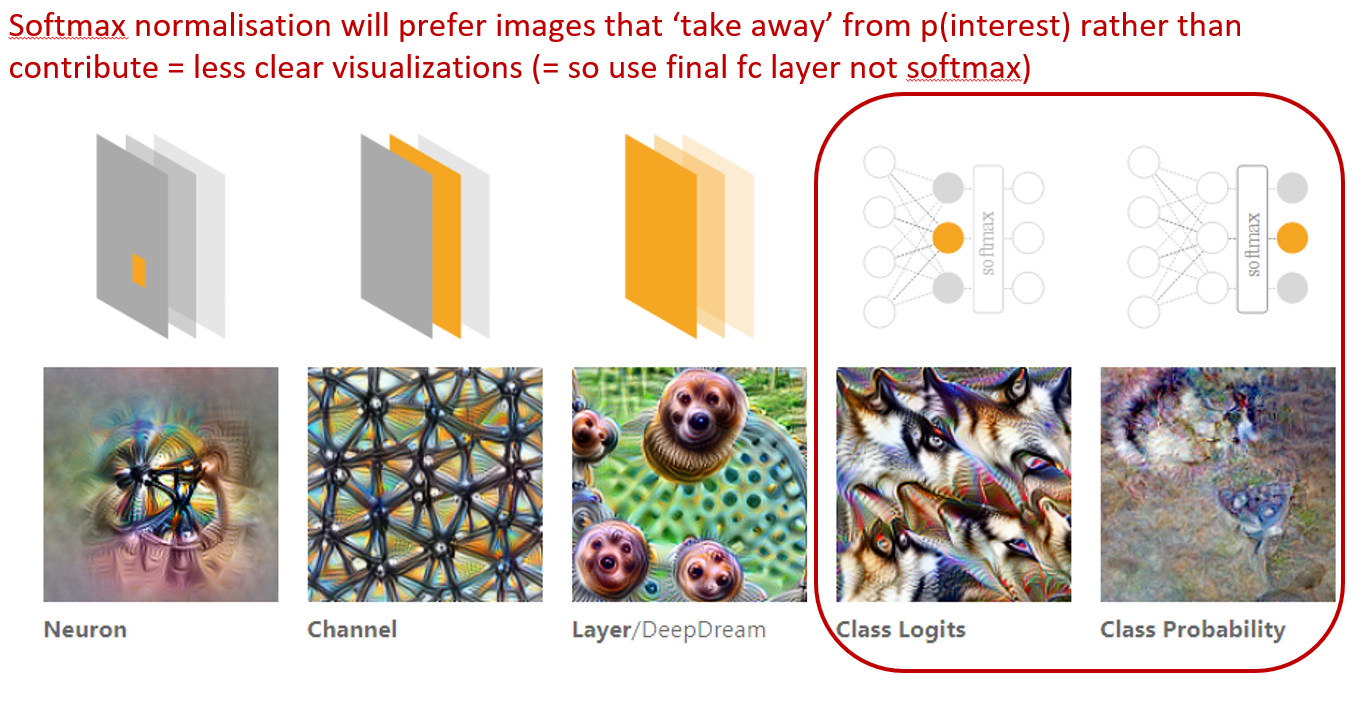 Softmax normalisation will prefer images that ‘take away’ from p(interest) rather than
contribute = less clear visualizations (= so use final fc layer not softmax)
softmax
softmax
Neuron
Channel
Layer/DeepDream
Class Logits
Class Probability